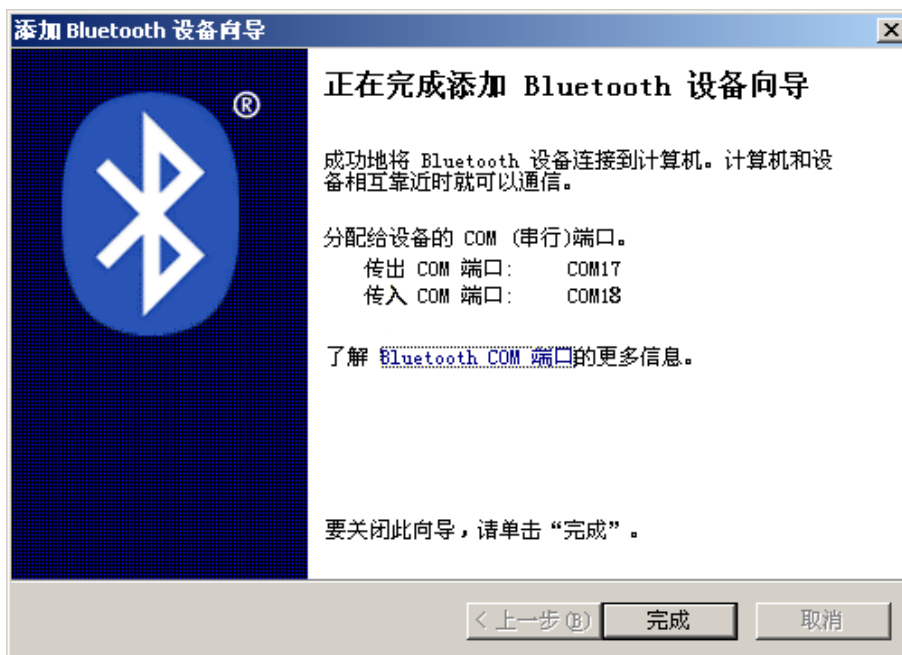 添加 Bluetooth 设备向导
®
正在完成添加 Bluetooth 设备向导
成功地将 Bluetooth 设备连接到计算机。计算机和设
备相互靠近时就可以通信。
分配给设备的 COM (串行)端口。
传出 COM 端口: COM17
传入 COM 端口: COM18
了解 Bluetooth COM 端口的更多信息。
要关闭此向导，请单击“完成”。
< 上一步(B) 完成 取消